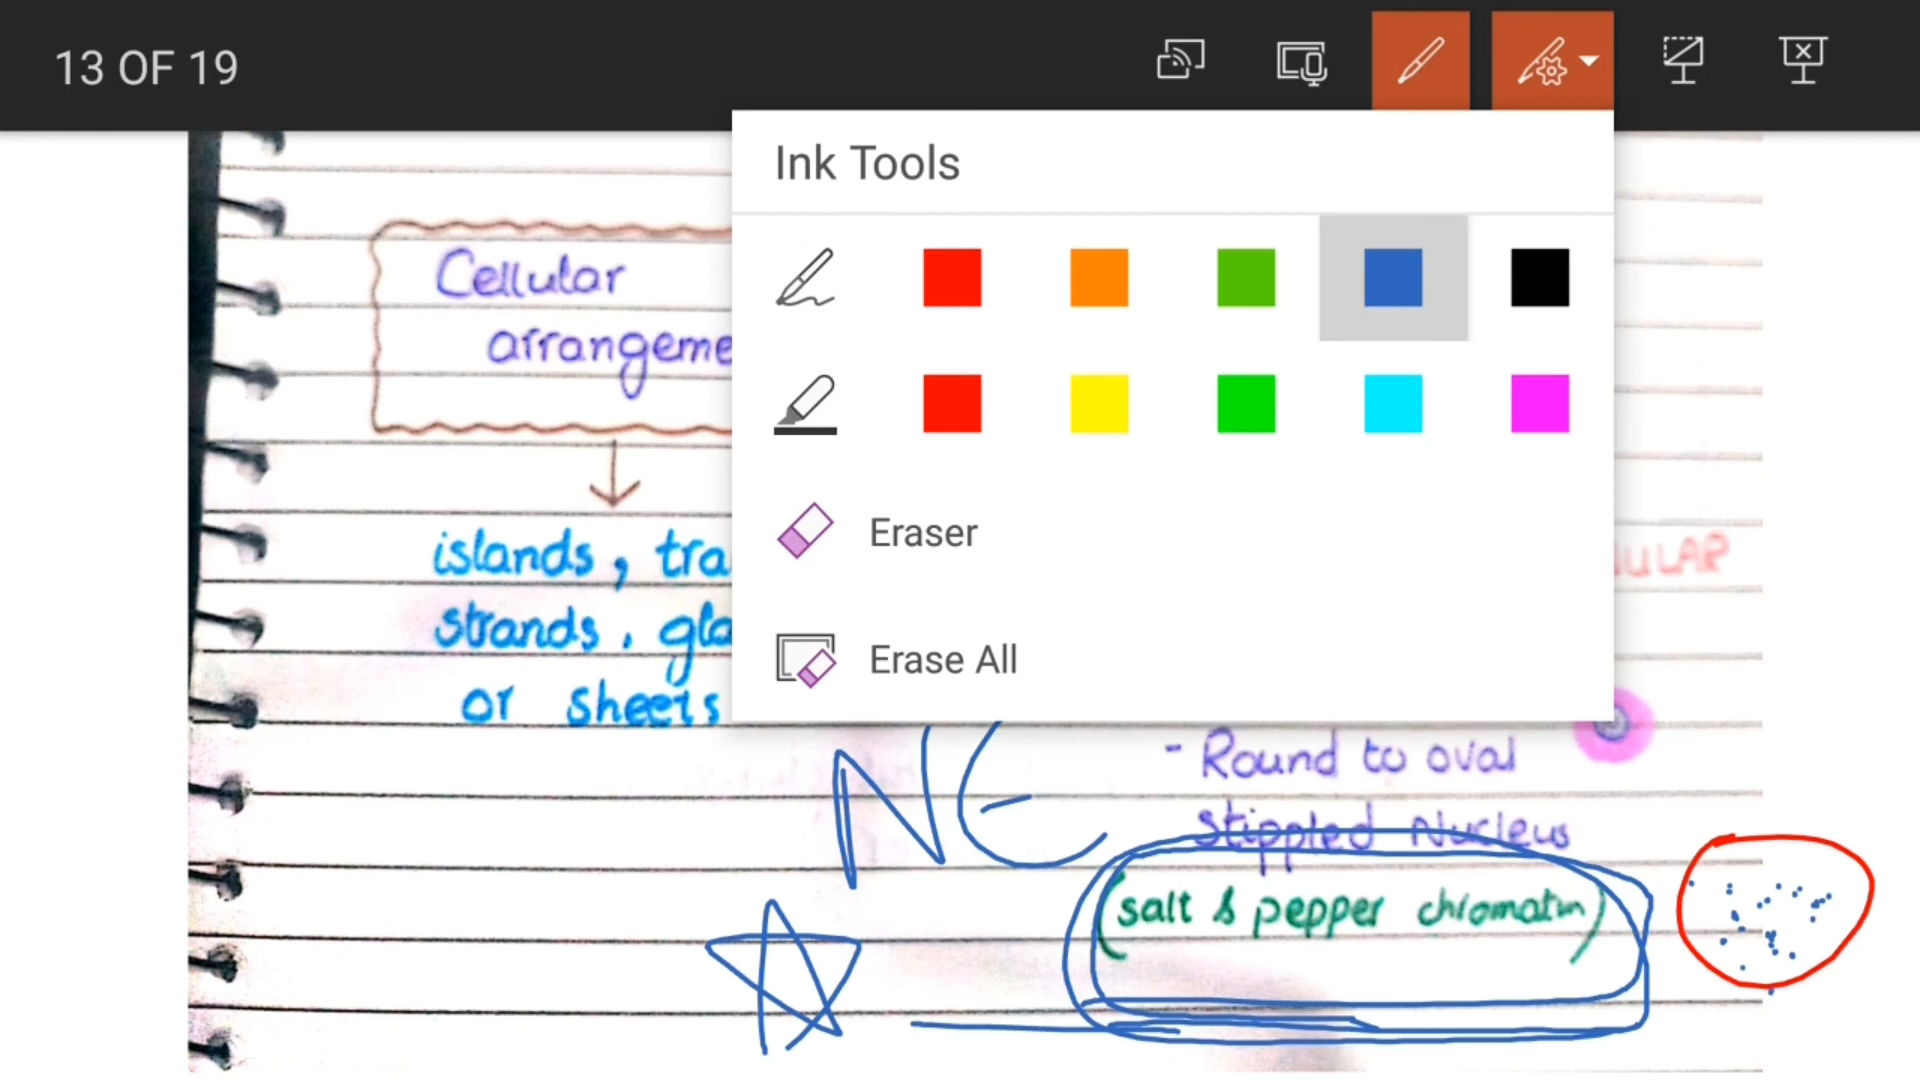 13 OF 19
Ink Tools
Eraser
Erase All
Cellular
arrangeme
islands, tra
strands, gla
or sheets
ULAR
NE
- Round to oval
stippled Nucleus
(salt & pepper chromatin)